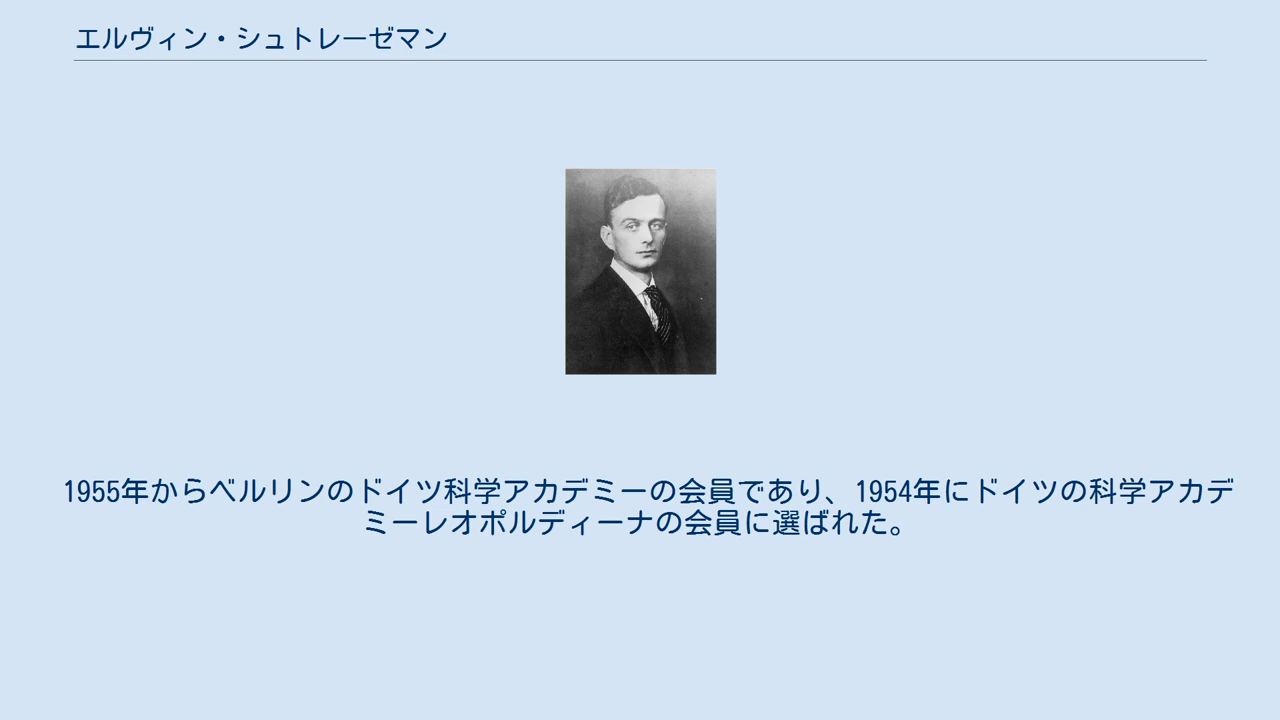 エルヴィン・シュトレーゼマン
1955年からベルリンのドイツ科学アカデミーの会員であり、1954年にドイツの科学アカデ
ミーレオポルディーナの会員に選ばれた。